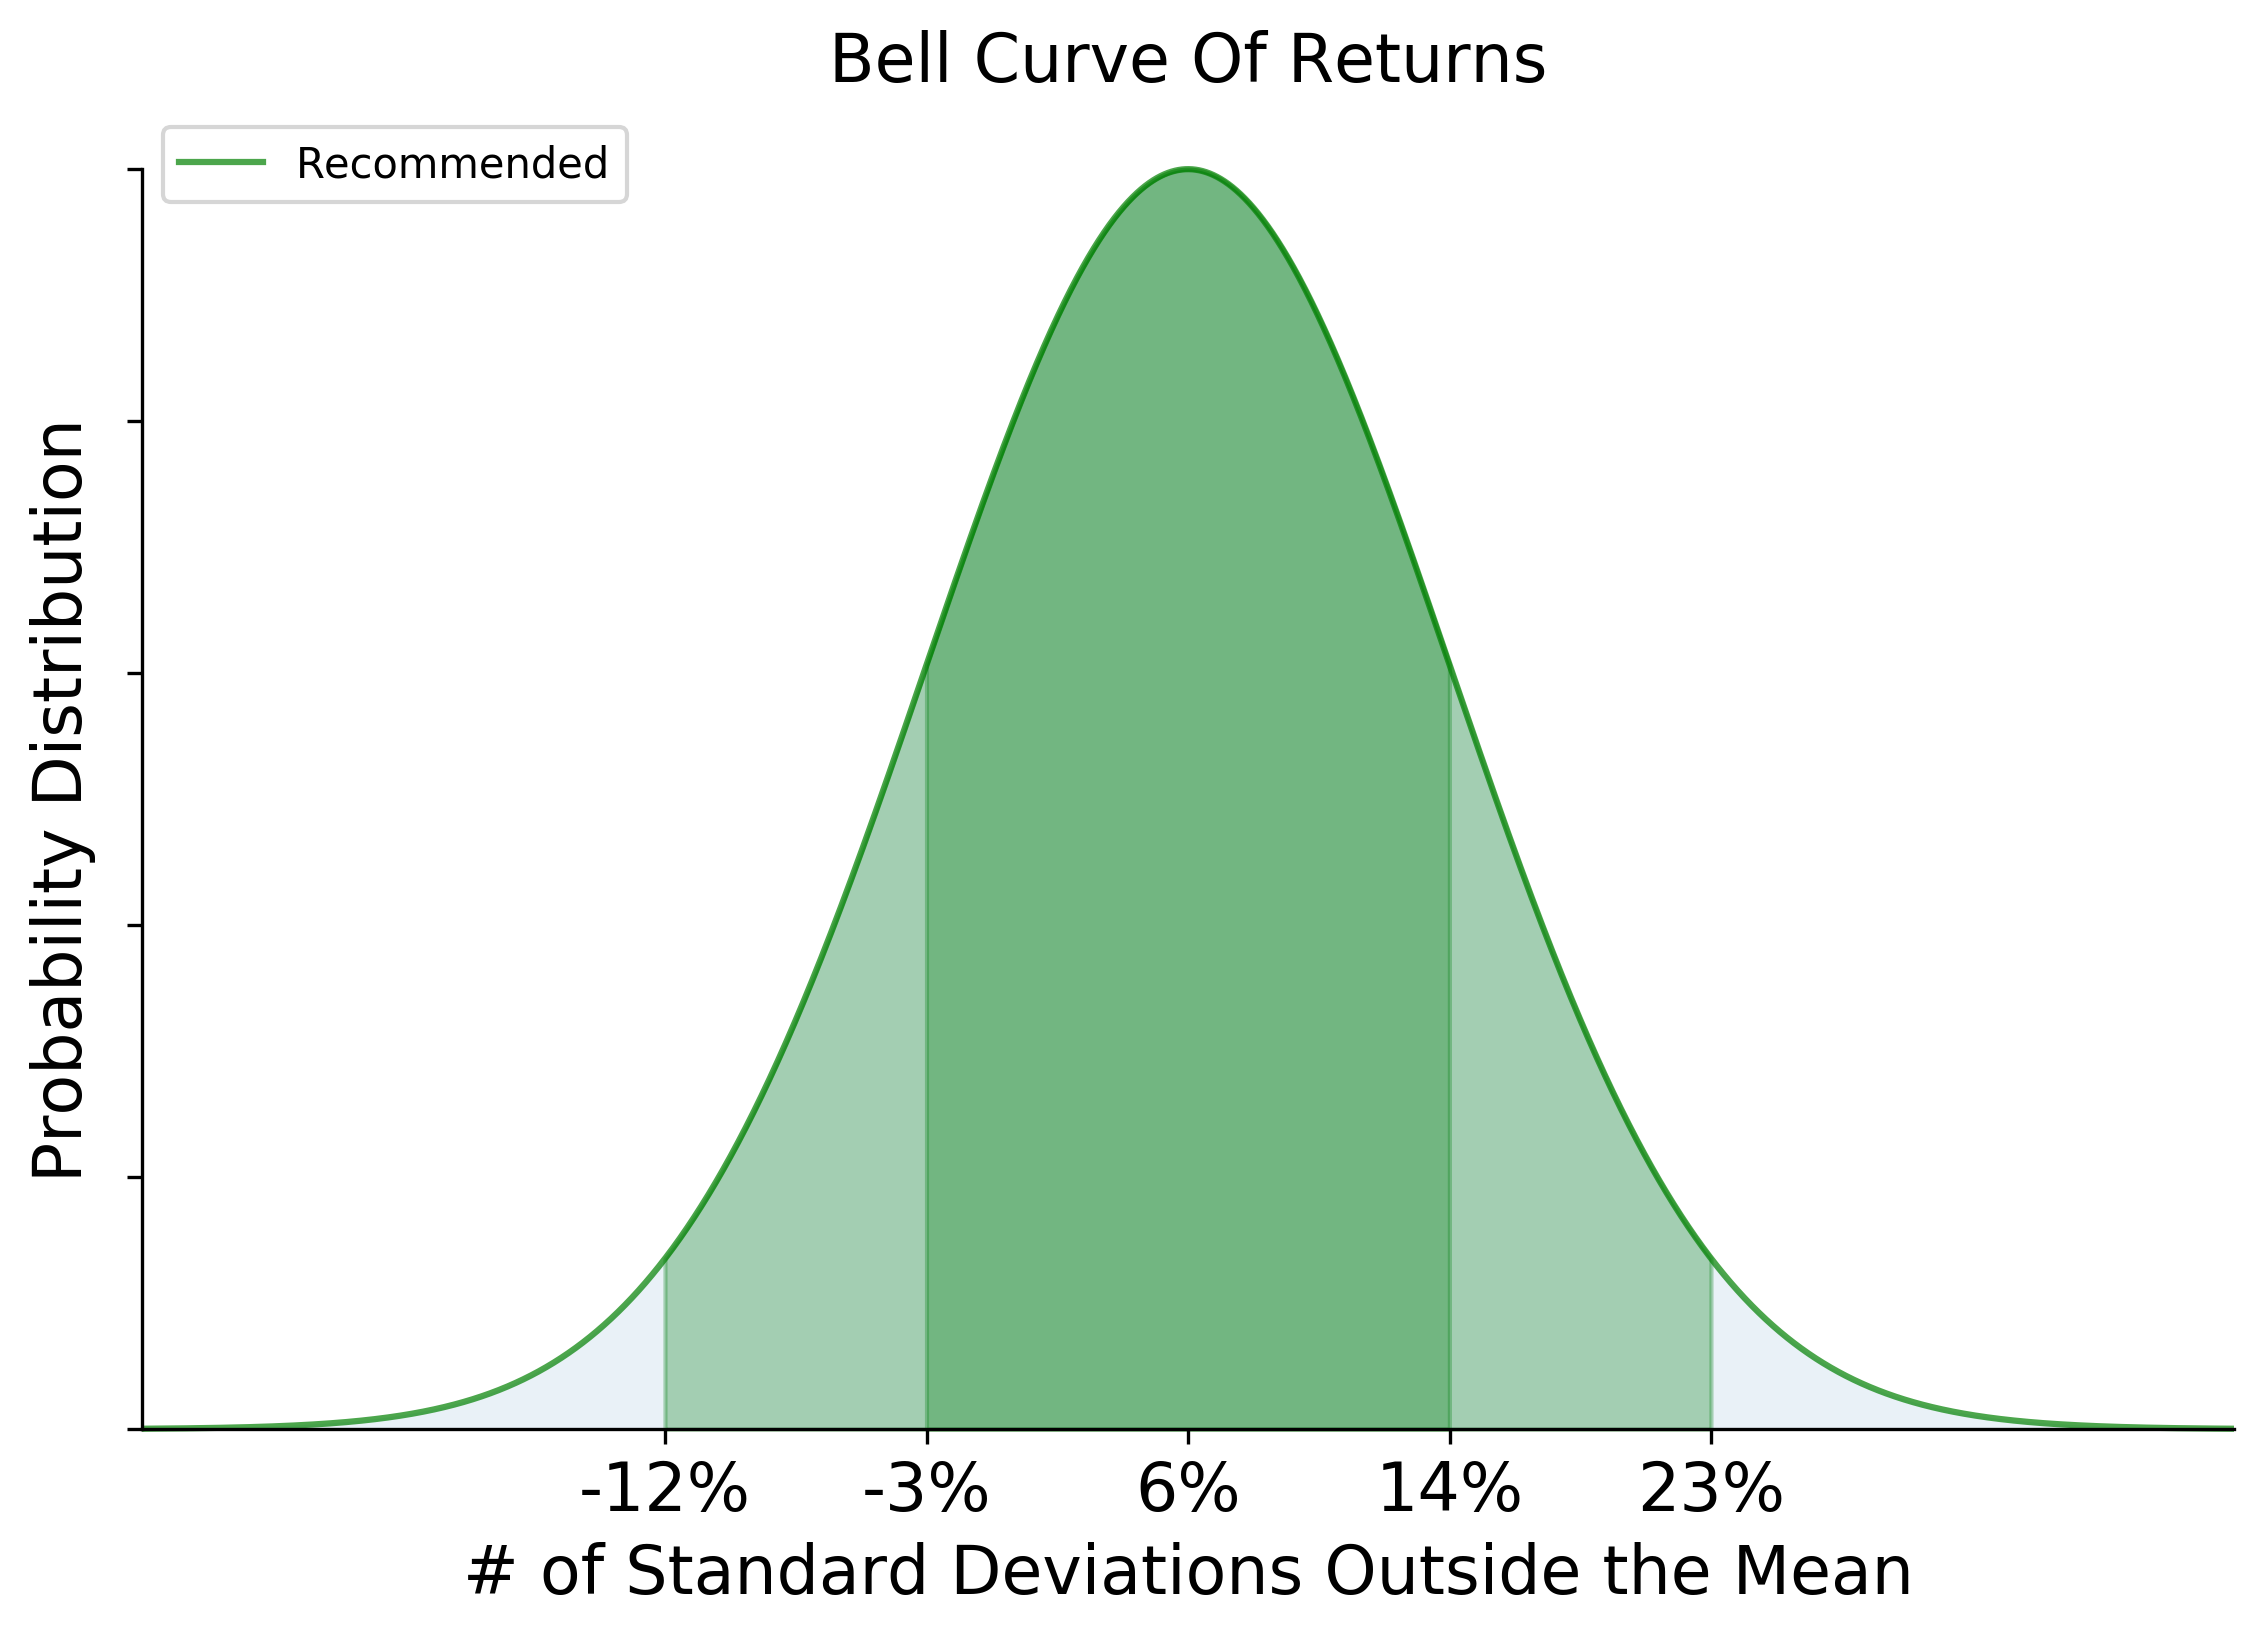 Bell Curve Of Returns
Recommended
Probability Distribution
-12% -3% 6% 14% 23%
# of Standard Deviations Outside the Mean